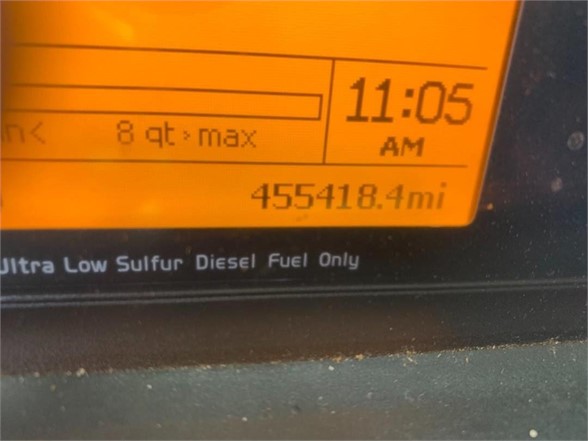 11:05
8 qt > max
AM
455418.4mi
Ultra Low Sulfur Diesel Fuel Only